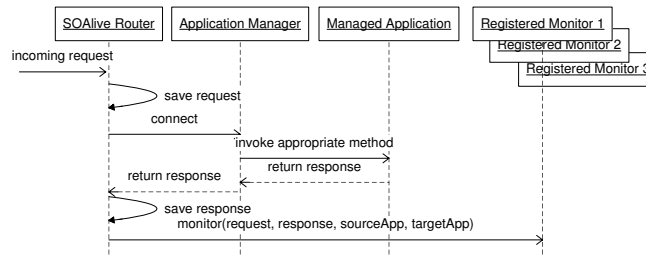 SOAlive Router
Application Manager
Managed Application
Registered Monitor 1
Registered Monitor 2
Registered Monitor 3
incoming request
save request
connect
invoke appropriate method
return response
return response
save response
monitor(request, response, sourceApp, targetApp)